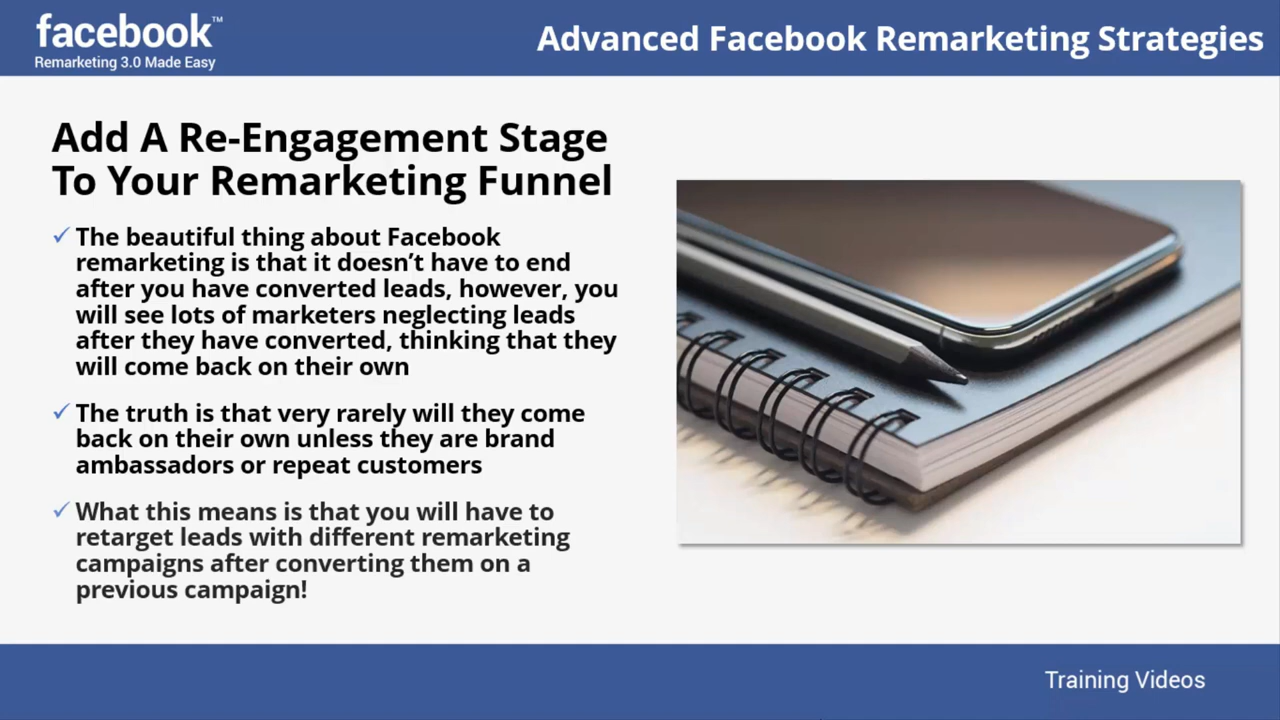 facebook™
Remarketing 3.0 Made Easy
Advanced Facebook Remarketing Strategies
Add A Re-Engagement Stage
To Your Remarketing Funnel
✓ The beautiful thing about Facebook
remarketing is that it doesn’t have to end
after you have converted leads, however, you
will see lots of marketers neglecting leads
after they have converted, thinking that they
will come back on their own
✓ The truth is that very rarely will they come
back on their own unless they are brand
ambassadors or repeat customers
✓ What this means is that you will have to
retarget leads with different remarketing
campaigns after converting them on a
previous campaign!
Training Videos